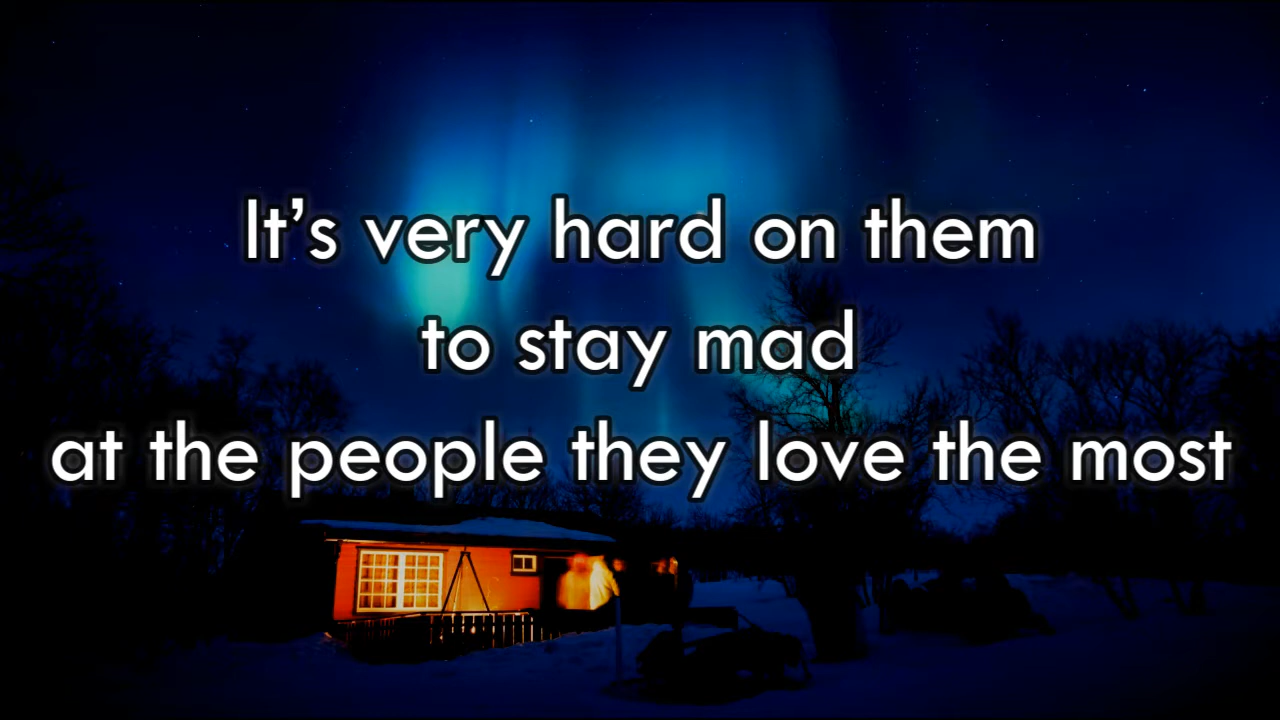 It’s very hard on them
to stay mad
at the people they love the most